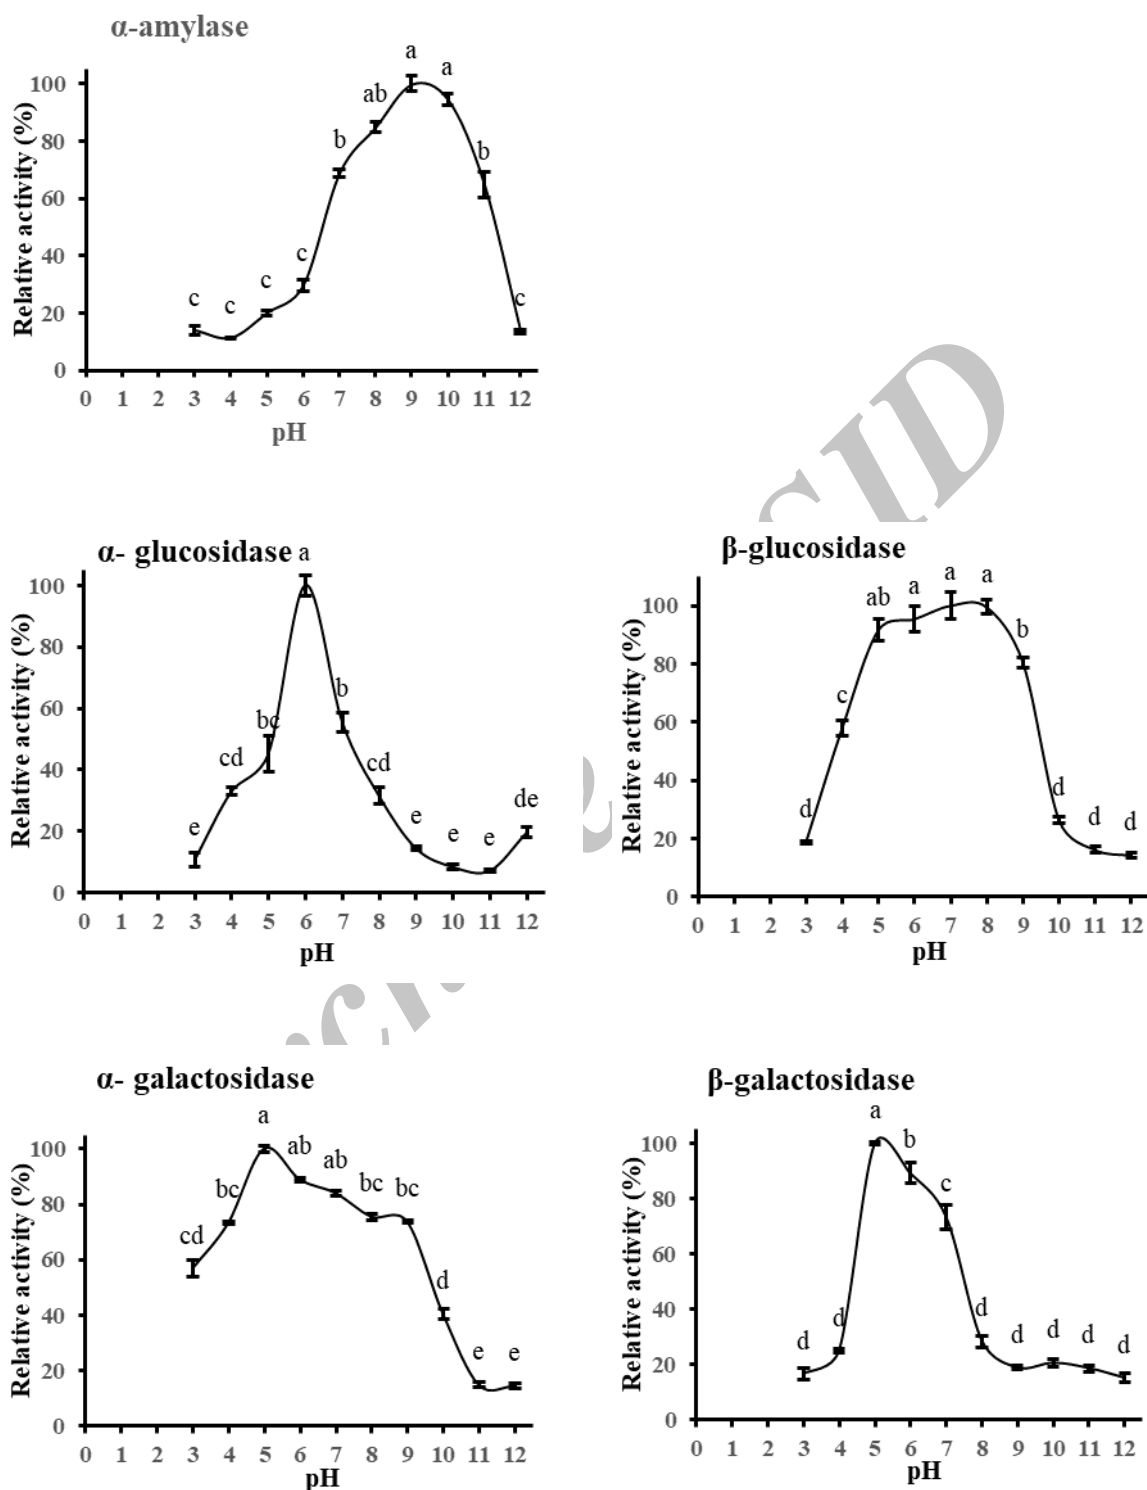 α-amylase
a
a
ab
b
b
c
c
c
c
c
100
80
60
40
20
0
Relative activity (%)
0 1 2 3 4 5 6 7 8 9 10 11 12
pH
α- glucosidase
a
b
bc
cd
cd
de
e
e
e
e
100
80
60
40
20
0
Relative activity (%)
0 1 2 3 4 5 6 7 8 9 10 11 12
pH
β-glucosidase
ab
a
a
a
b
c
d
d
d
d
100
80
60
40
20
0
Relative activity (%)
0 1 2 3 4 5 6 7 8 9 10 11 12
pH
α- galactosidase
a
ab
ab
bc
bc
bc
cd
d
e
e
100
80
60
40
20
0
Relative activity (%)
0 1 2 3 4 5 6 7 8 9 10 11 12
pH
β-galactosidase
a
b
c
d
d
d
d
d
d
d
100
80
60
40
20
0
Relative activity (%)
0 1 2 3 4 5 6 7 8 9 10 11 12
pH